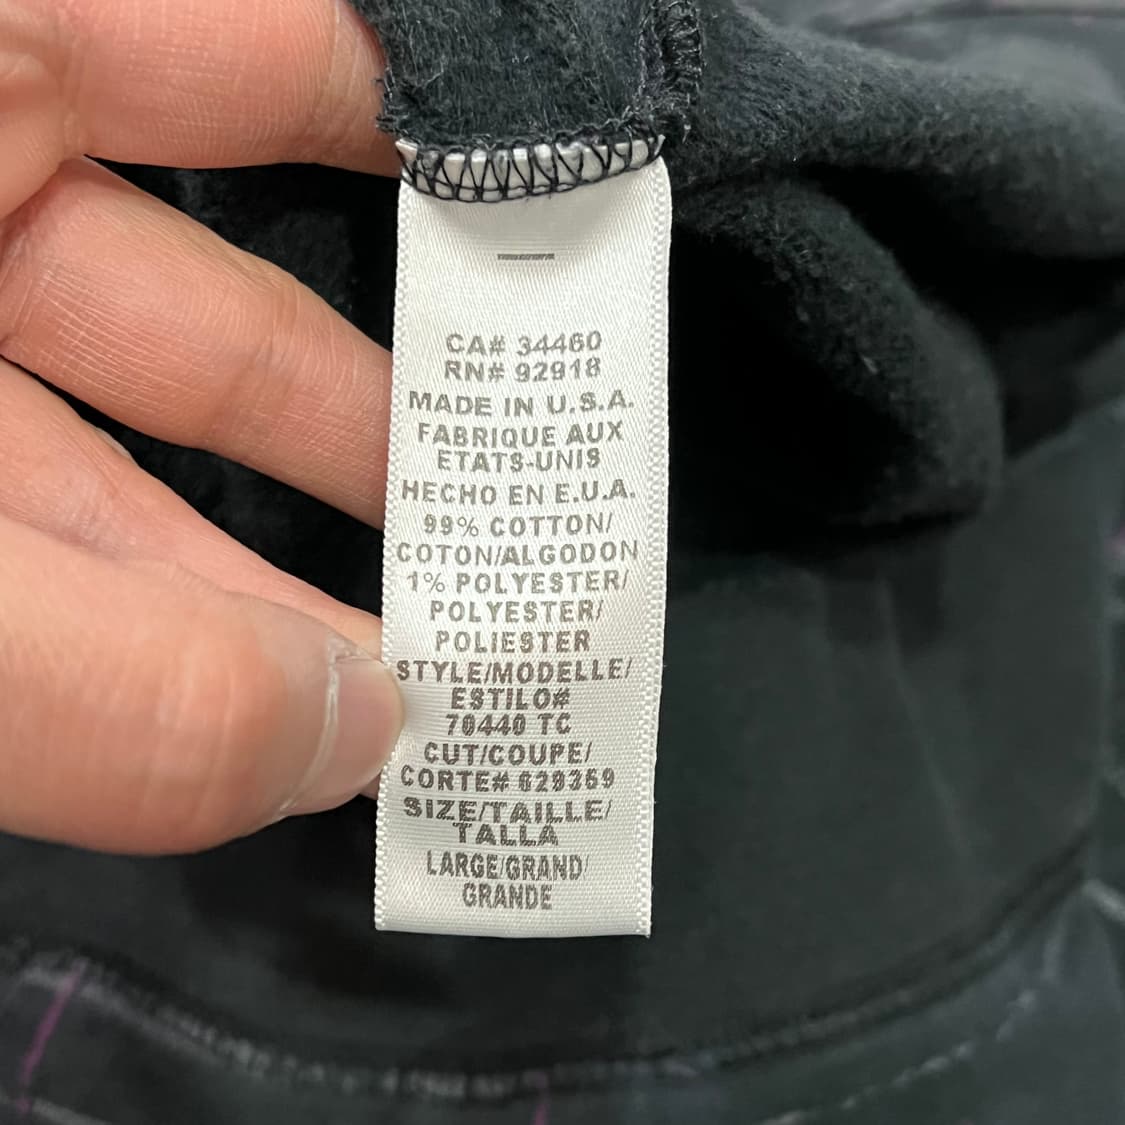 CA# 34460
RN# 92918
MADE IN U.S.A.
FABRIQUE AUX
ETATS-UNIS
HECHO EN E.U.A.
99% COTTON/
COTON/ALGODON
1% POLYESTER/
POLYESTER/
POLIESTER
STYLE/MODELLE/
ESTILO#
70440 TC
CUT/COUPE/
CORTE# 629359
SIZE/TAILLE/
TALLA
LARGE/GRAND/
GRANDE